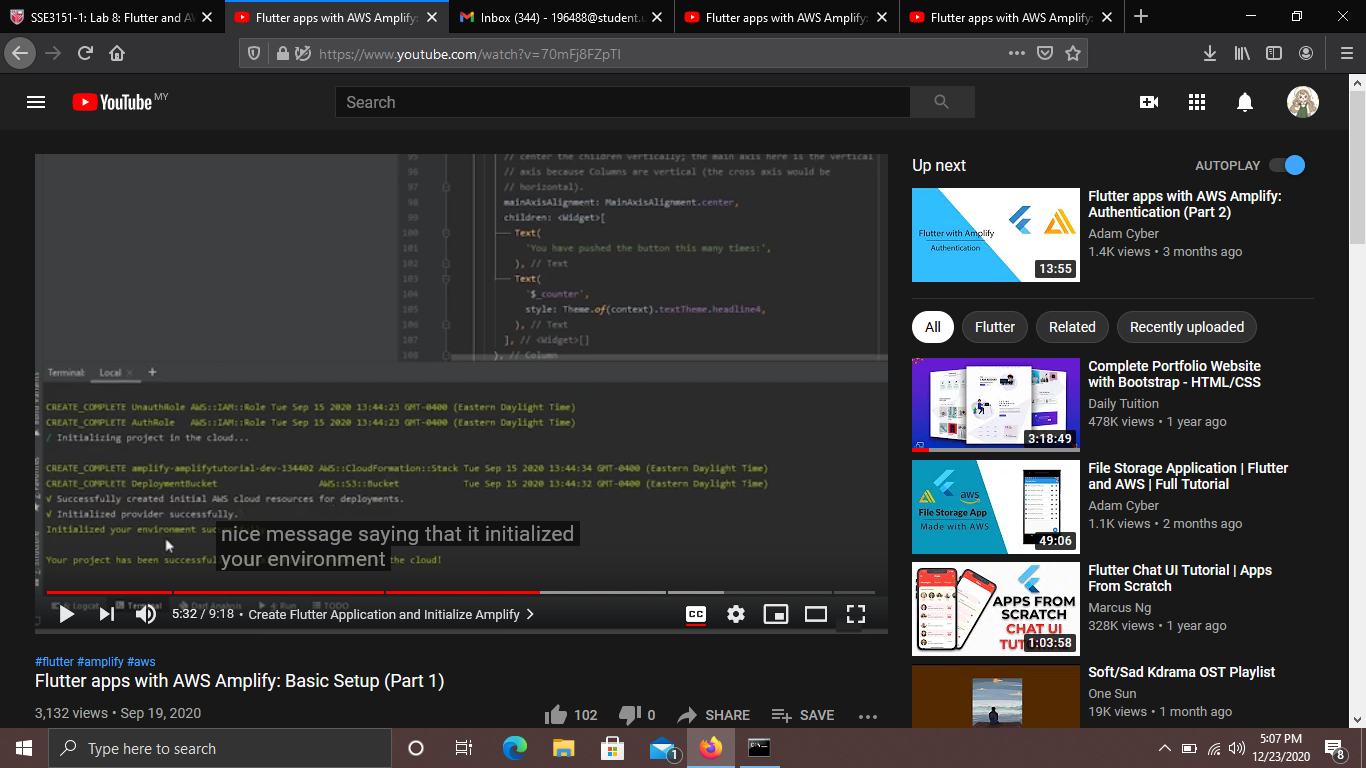 SSE3151-1: Lab 8: Flutter and AV
Flutter apps with AWS Amplify:
Inbox (344) - 196488@student.u
Flutter apps with AWS Amplify:
Flutter apps with AWS Amplify:
https://www.youtube.com/watch?v=70mFj8FZpTI
YouTube MY
Search
95 // center the children vertically; the main axis here is the vertical
96 // axis because Columns are vertical (the cross axis would be
97 // horizontal).
98 mainAxisAlignment: MainAxisAlignment.center,
99 children: <Widget>[
100 Text(
101 'You have pushed the button this many times:',
102 ), // Text
103 Text(
104 '$_counter',
105 style: Theme.of(context).textTheme.headline4,
106 ), // Text
107 ], // <Widget>[]
108 ), // Column
Terminal: Local × +
CREATE_COMPLETE UnauthRole AWS::IAM::Role Tue Sep 15 2020 13:44:23 GMT-0400 (Eastern Daylight Time)
CREATE_COMPLETE AuthRole AWS::IAM::Role Tue Sep 15 2020 13:44:23 GMT-0400 (Eastern Daylight Time)
/ Initializing project in the cloud...
CREATE_COMPLETE amplify-amplifytutorial-dev-134402 AWS::CloudFormation::Stack Tue Sep 15 2020 13:44:34 GMT-0400 (Eastern Daylight Time)
CREATE_COMPLETE DeploymentBucket AWS::S3::Bucket Tue Sep 15 2020 13:44:32 GMT-0400 (Eastern Daylight Time)
√ Successfully created initial AWS cloud resources for deployments.
√ Initialized provider successfully.
Initialized your environment suc
Your project has been successful the cloud!
nice message saying that it initialized
your environment
6: Logcat Terminal Dart Analysis 4: Run TODO
5:32 / 9:18 • Create Flutter Application and Initialize Amplify
CC
#flutter #amplify #aws
Flutter apps with AWS Amplify: Basic Setup (Part 1)
3,132 views • Sep 19, 2020
102
0
SHARE
SAVE
Up next
AUTOPLAY
Flutter with Amplify
Authentication
13:55
Flutter apps with AWS Amplify:
Authentication (Part 2)
Adam Cyber
1.4K views • 3 months ago
All
Flutter
Related
Recently uploaded
3:18:49
Complete Portfolio Website
with Bootstrap - HTML/CSS
Daily Tuition
478K views • 1 year ago
aws
File Storage App
Made with AWS
49:06
File Storage Application | Flutter
and AWS | Full Tutorial
Adam Cyber
1.1K views • 2 months ago
APPS FROM
SCRATCH
CHAT UI
1:03:58
Flutter Chat UI Tutorial | Apps
From Scratch
Marcus Ng
328K views • 1 year ago
Soft/Sad Kdrama OST Playlist
One Sun
19K views • 1 month ago
Type here to search
1
5:07 PM
12/23/2020
8